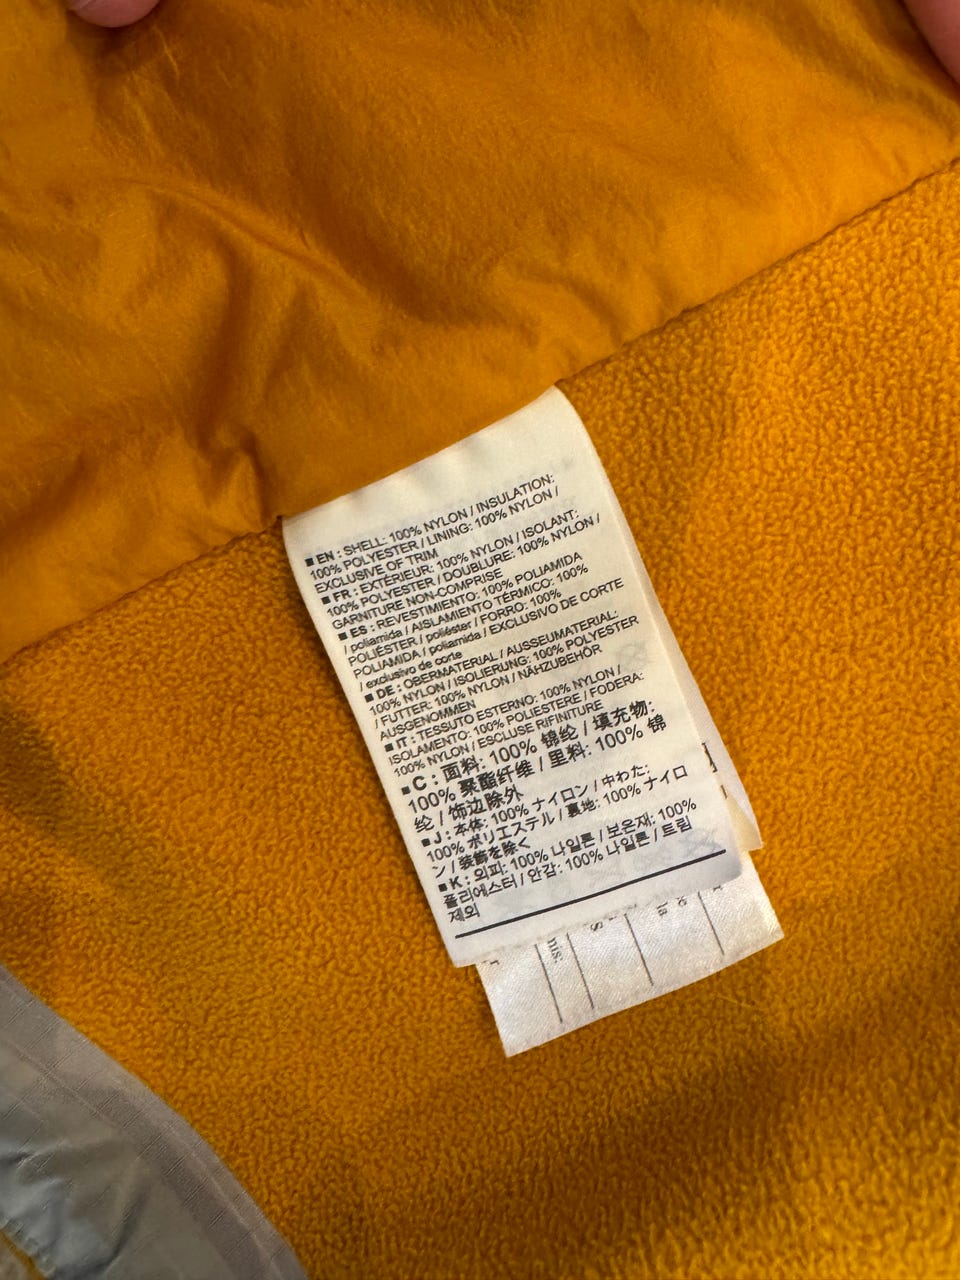 ■ EN : SHELL: 100% NYLON / INSULATION:
100% POLYESTER / LINING: 100% NYLON /
EXCLUSIVE OF TRIM
■ FR : EXTÉRIEUR: 100% NYLON / ISOLANT:
100% POLYESTER / DOUBLURE: 100% NYLON /
GARNITURE NON-COMPRISE
■ ES : REVESTIMIENTO: 100% POLIAMIDA
/ poliamida / AISLAMIENTO TÉRMICO: 100%
POLIÉSTER / poliéster / FORRO: 100%
POLIAMIDA / poliamida / EXCLUSIVO DE CORTE
/ exclusivo de corte
■ DE : OBERMATERIAL / AUSSEUMATERIAL:
100% NYLON / ISOLIERUNG: 100% POLYESTER
/ FUTTER: 100% NYLON / NÄHZUBEHÖR
AUSGENOMMEN
■ IT : TESSUTO ESTERNO: 100% NYLON /
ISOLAMENTO: 100% POLIESTERE / FODERA:
100% NYLON / ESCLUSE RIFINITURE
■ C : 面料: 100% 锦纶 / 填充物:
100% 聚酯纤维 / 里料: 100% 锦
纶 / 饰边除外
■ J : 本体: 100% ナイロン / 中わた:
100% ポリエステル / 裏地: 100% ナイロ
ン / 装飾を除く
■ K : 외피: 100% 나일론 / 보온재: 100%
폴리에스터 / 안감: 100% 나일론 / 트림
제외